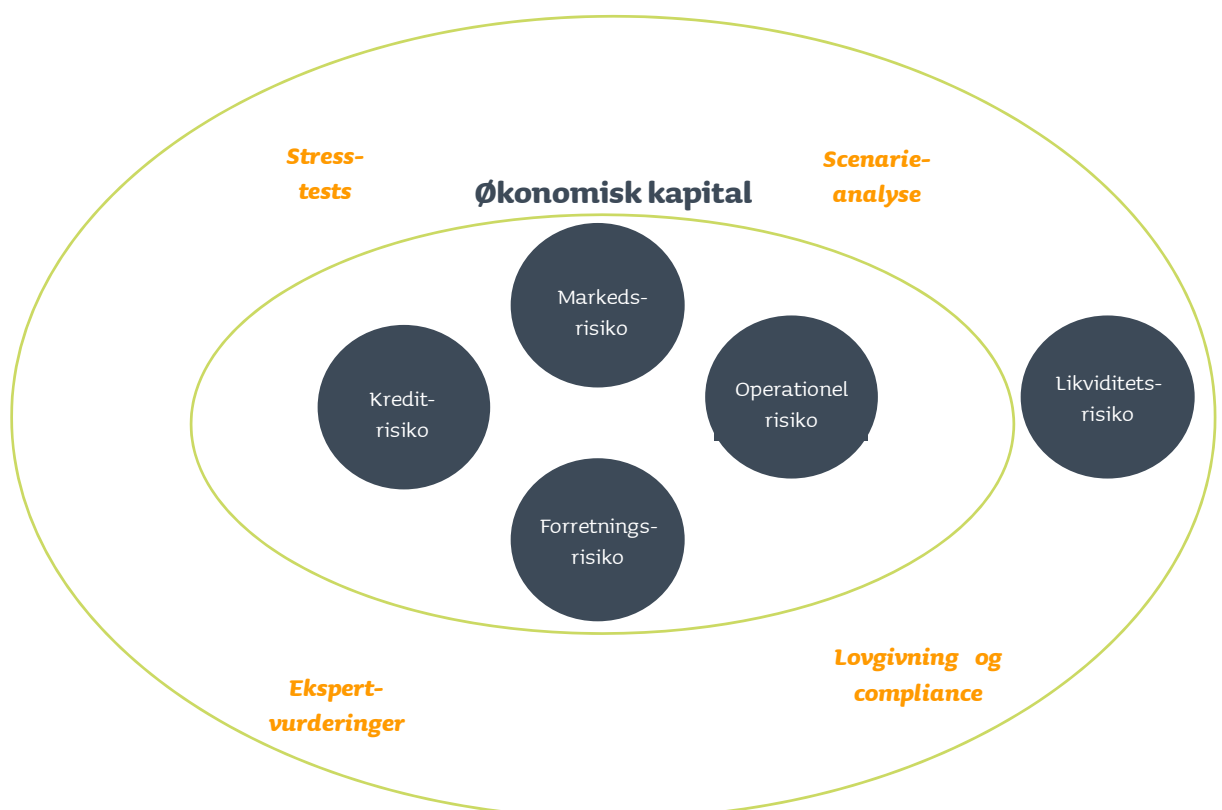 Stress-
tests
Scenarie-
analyse
Økonomisk kapital
Markeds-
risiko
Kredit-
risiko
Operationel
risiko
Likviditets-
risiko
Forretnings-
risiko
Ekspert-
vurderinger
Lovgivning og
compliance